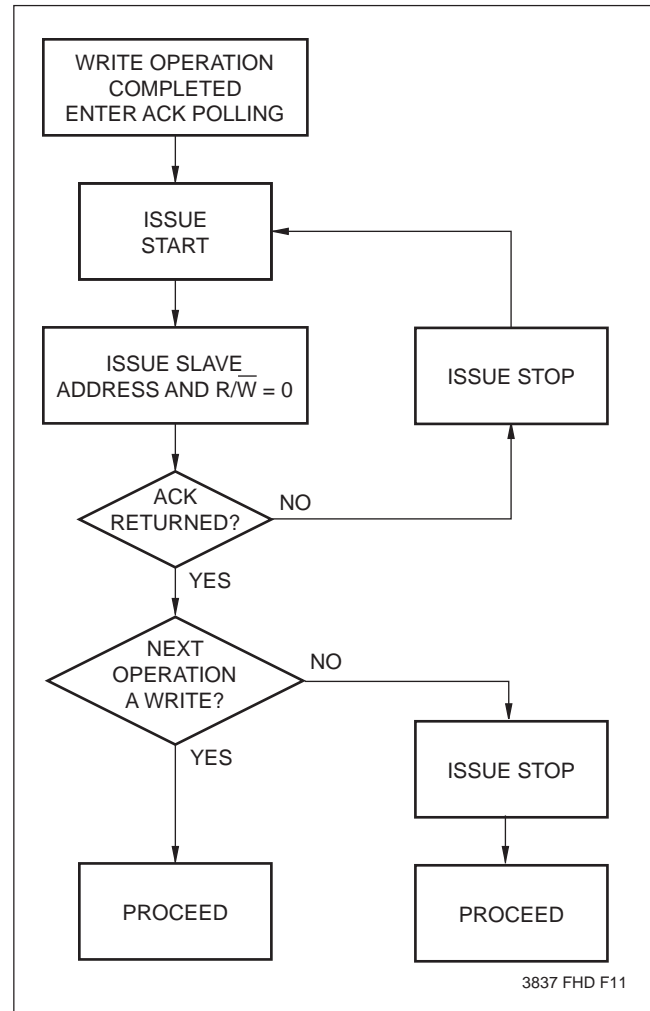 WRITE OPERATION
COMPLETED
ENTER ACK POLLING
ISSUE
START
ISSUE SLAVE
ADDRESS AND R/W̅ = 0
ISSUE STOP
ACK
RETURNED?
NO
YES
NEXT
OPERATION
A WRITE?
NO
YES
ISSUE STOP
PROCEED
PROCEED
3837 FHD F11